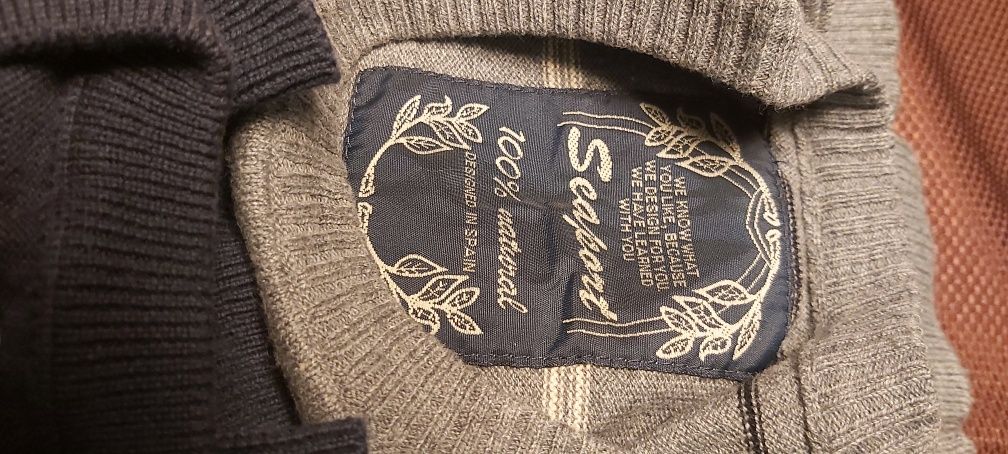 WE KNOW WHAT
YOU LIKE, BECAUSE
WE DESIGN FOR YOU
WE HAVE LEARNED
WITH YOU
Senfort
100% natural
DESIGNED IN SPAIN